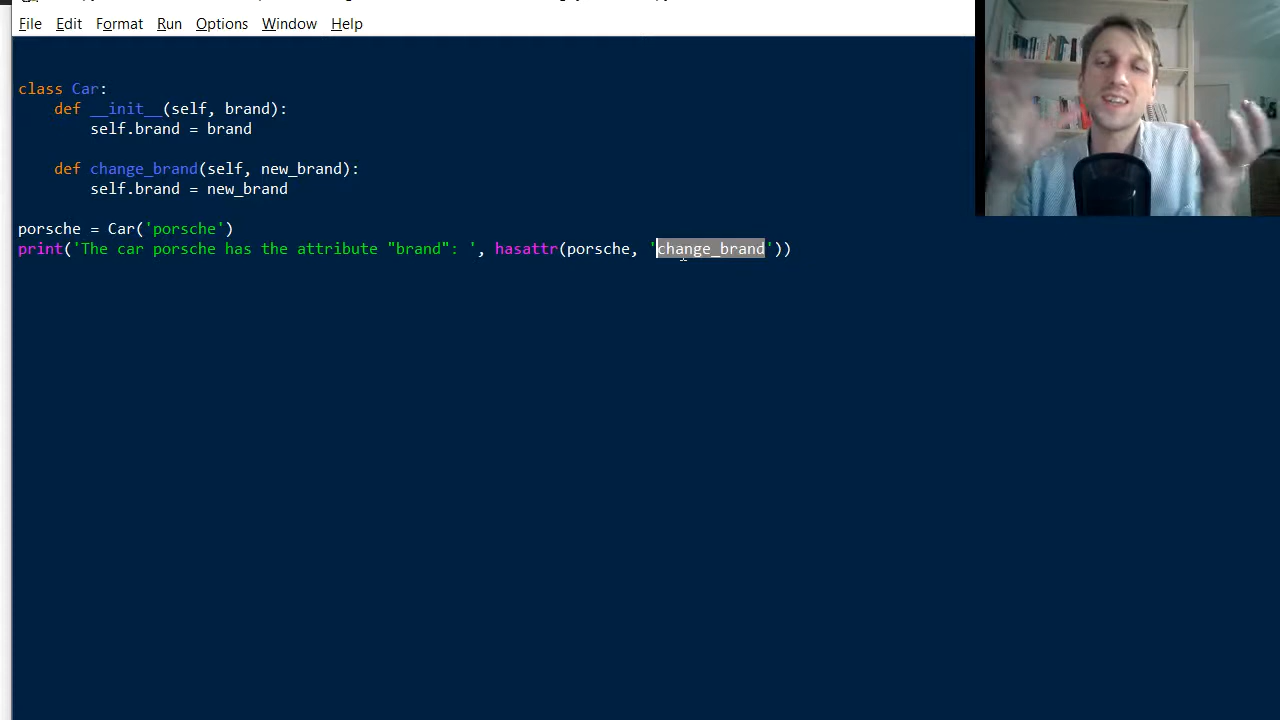 File Edit Format Run Options Window Help
class Car:
    def __init__(self, brand):
        self.brand = brand
    def change_brand(self, new_brand):
        self.brand = new_brand
porsche = Car('porsche')
print('The car porsche has the attribute "brand": ', hasattr(porsche, 'change_brand'))